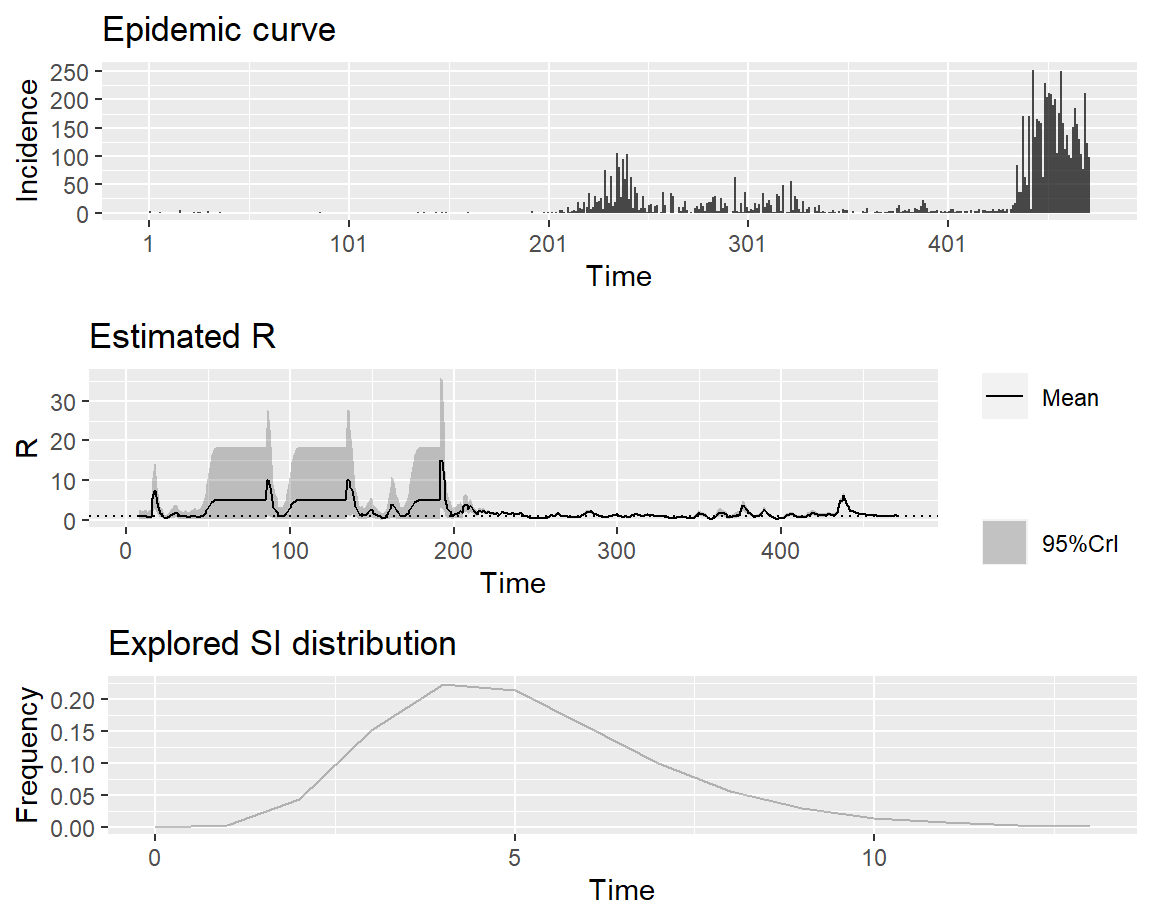 Epidemic curve
250
200
150
100
50
0
Incidence
1 101 201 301 401
Time
Estimated R
30
20
10
0
R
0 100 200 300 400
Time
Mean
95%CrI
Explored SI distribution
0.20
0.15
0.10
0.05
0.00
Frequency
0 5 10
Time